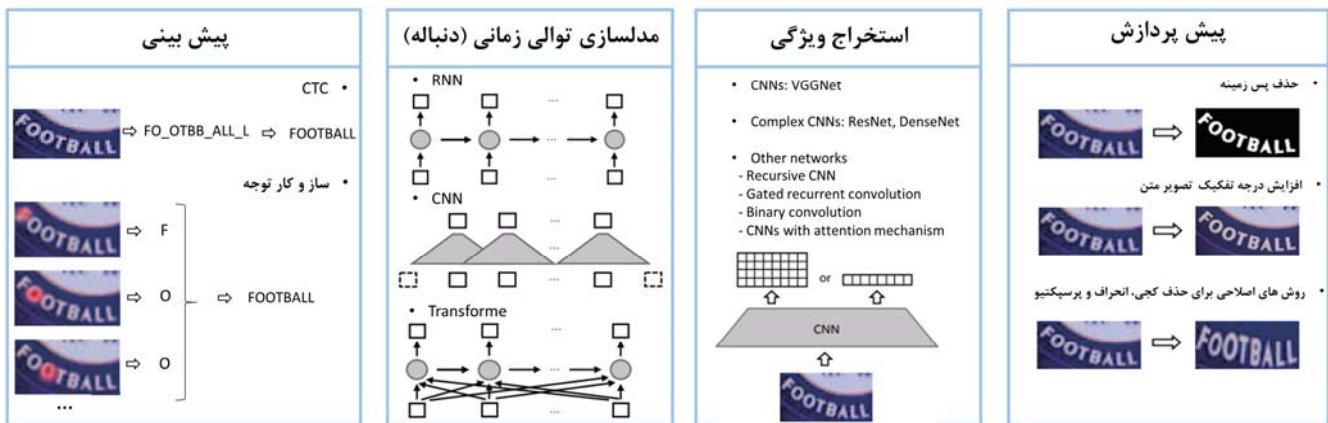 پیش پردازش
• حذف پس زمینه
FOOTBALL
FOOTBALL
• افزایش درجه تفکیک تصویر متن
FOOTBALL
FOOTBALL
• روش های اصلاحی برای حذف کجی، انحراف و پرسپکتیو
FOOTBALL
FOOTBALL
استخراج ویژگی
• CNNs: VGGNet
• Complex CNNs: ResNet, DenseNet
• Other networks
- Recursive CNN
- Gated recurrent convolution
- Binary convolution
- CNNs with attention mechanism
or
CNN
FOOTBALL
مدلسازی توالی زمانی (دنباله)
• RNN
...
...
...
• CNN
...
...
...
• Transforme
...
...
...
پیش بینی
• CTC
FOOTBALL FO_OTBB_ALL_L FOOTBALL
• ساز و کار توجه
FOOTBALL F
FOOTBALL O FOOTBALL
FOOTBALL O
...